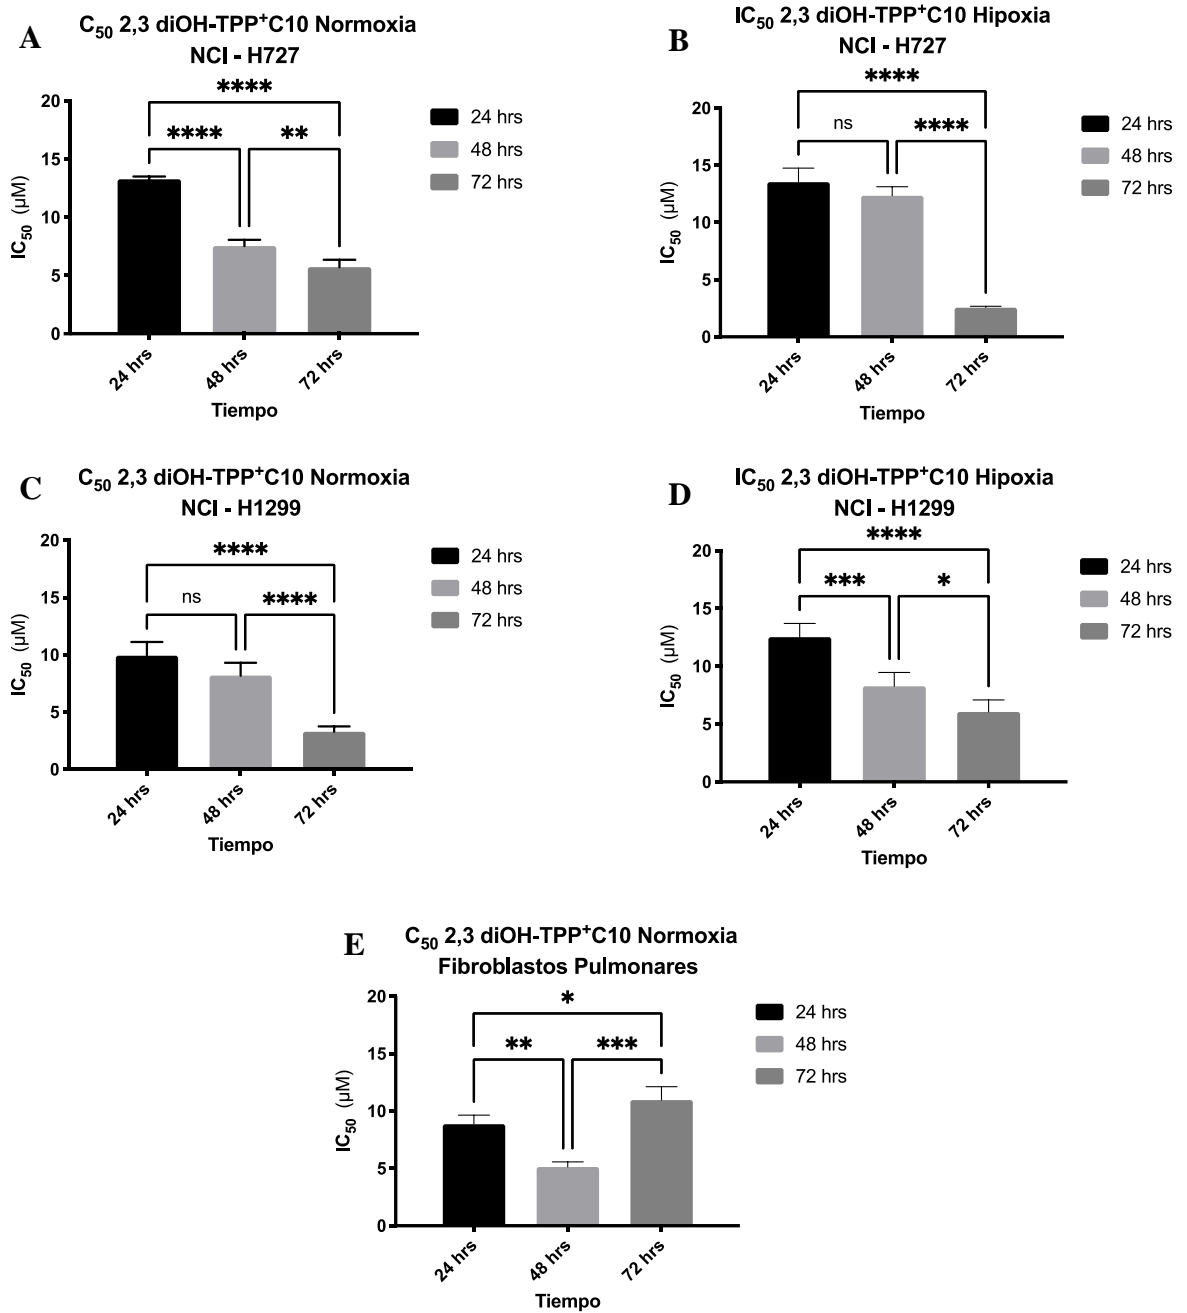 A
C50 2,3 diOH-TPP+C10 Normoxia
NCI - H727
****
**** **
20
15
10
5
0
IC50 (µM)
24 hrs
48 hrs
72 hrs
Tiempo
24 hrs
48 hrs
72 hrs
B
IC50 2,3 diOH-TPP+C10 Hipoxia
NCI - H727
****
ns ****
20
15
10
5
0
IC50 (µM)
24 hrs
48 hrs
72 hrs
Tiempo
24 hrs
48 hrs
72 hrs
C
C50 2,3 diOH-TPP+C10 Normoxia
NCI - H1299
****
ns ****
20
15
10
5
0
IC50 (µM)
24 hrs
48 hrs
72 hrs
Tiempo
24 hrs
48 hrs
72 hrs
D
IC50 2,3 diOH-TPP+C10 Hipoxia
NCI - H1299
****
*** *
20
15
10
5
0
IC50 (µM)
24 hrs
48 hrs
72 hrs
Tiempo
24 hrs
48 hrs
72 hrs
E
C50 2,3 diOH-TPP+C10 Normoxia
Fibroblastos Pulmonares
*
** ***
20
15
10
5
0
IC50 (µM)
24 hrs
48 hrs
72 hrs
Tiempo
24 hrs
48 hrs
72 hrs